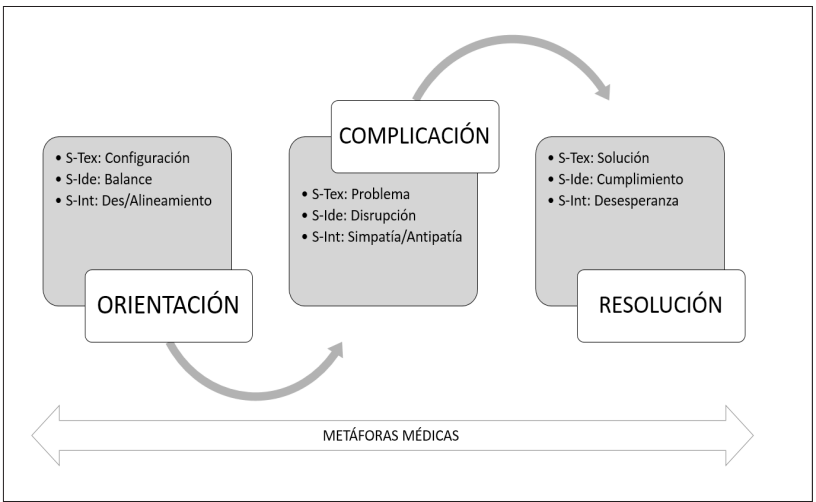 • S-Tex: Configuración
• S-Ide: Balance
• S-Int: Des/Alineamiento
ORIENTACIÓN
COMPLICACIÓN
• S-Tex: Problema
• S-Ide: Disrupción
• S-Int: Simpatía/Antipatía
• S-Tex: Solución
• S-Ide: Cumplimiento
• S-Int: Desesperanza
RESOLUCIÓN
METÁFORAS MÉDICAS